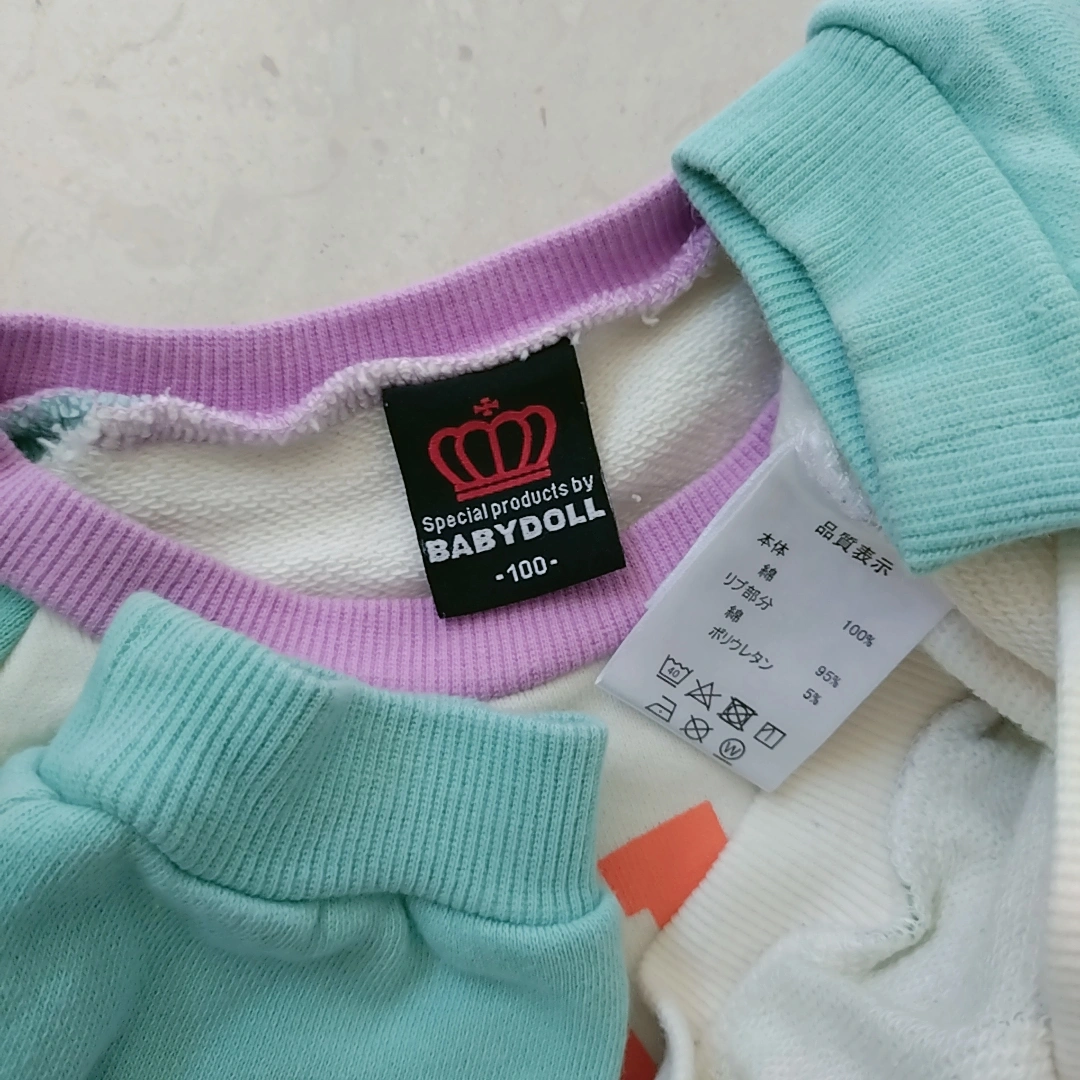 Special products by
BABYDOLL
-100-
品質表示
本体
綿 100%
リブ部分
綿 95%
ポリウレタン 5%
40
W